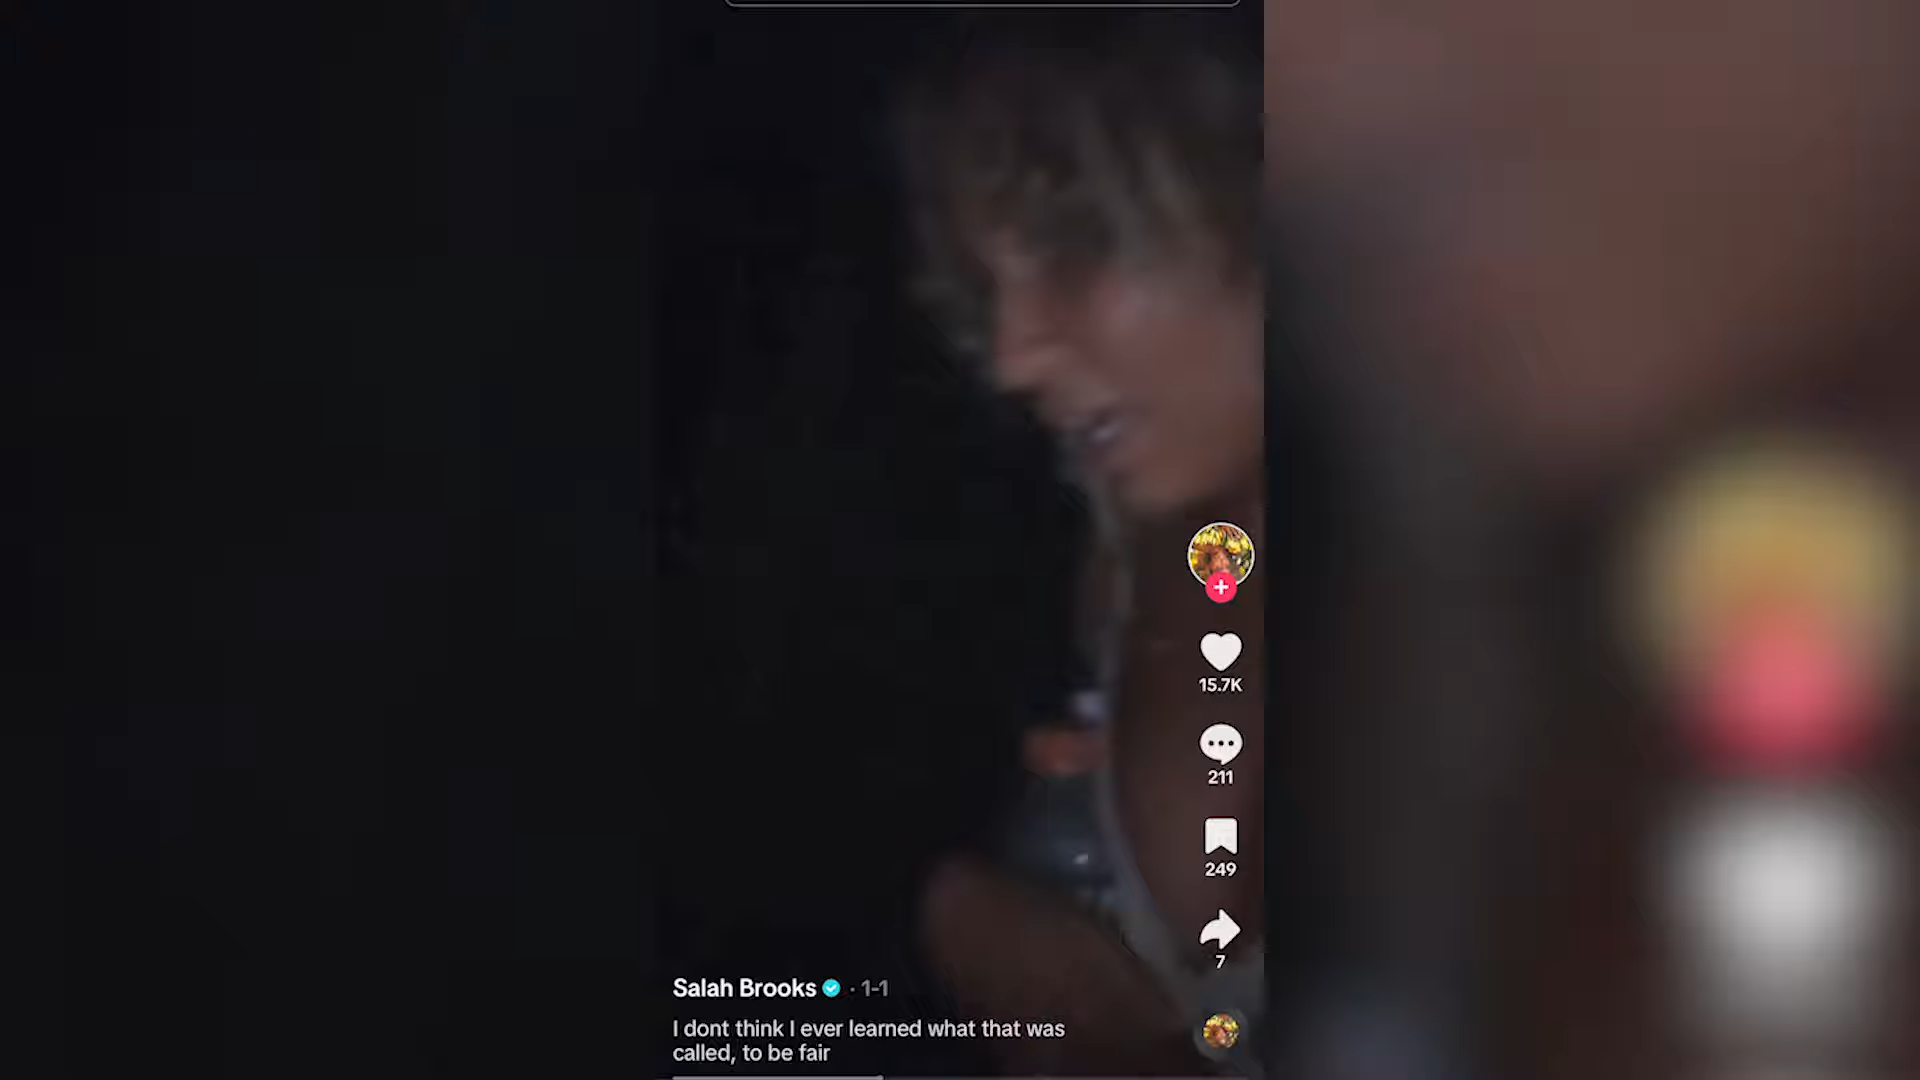 15.7K
211
249
7
Salah Brooks · 1-1
I dont think I ever learned what that was
called, to be fair